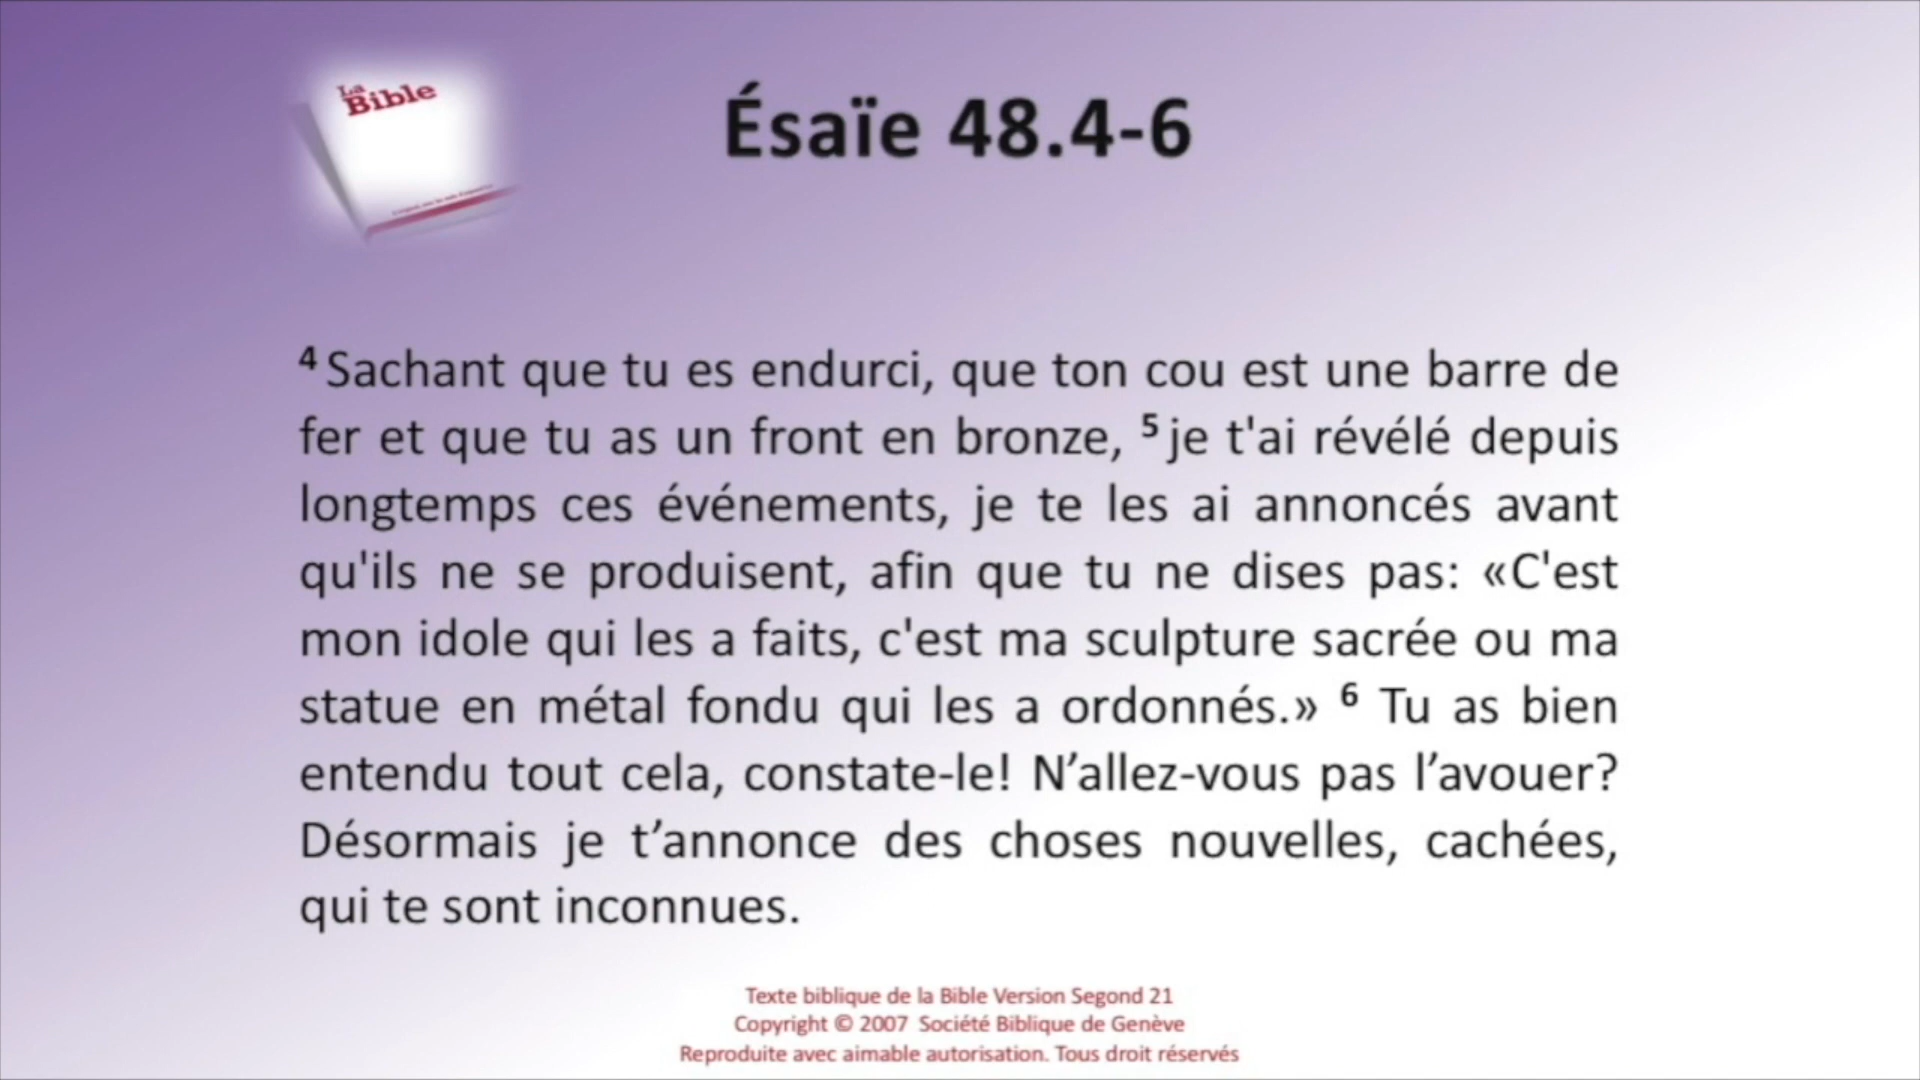 La
Bible
Ésaïe 48.4-6
4 Sachant que tu es endurci, que ton cou est une barre de
fer et que tu as un front en bronze, 5 je t'ai révélé depuis
longtemps ces événements, je te les ai annoncés avant
qu'ils ne se produisent, afin que tu ne dises pas: «C'est
mon idole qui les a faits, c'est ma sculpture sacrée ou ma
statue en métal fondu qui les a ordonnés.» 6 Tu as bien
entendu tout cela, constate-le! N’allez-vous pas l’avouer?
Désormais je t’annonce des choses nouvelles, cachées,
qui te sont inconnues.
Texte biblique de la Bible Version Segond 21
Copyright © 2007 Société Biblique de Genève
Reproduite avec aimable autorisation. Tous droit réservés